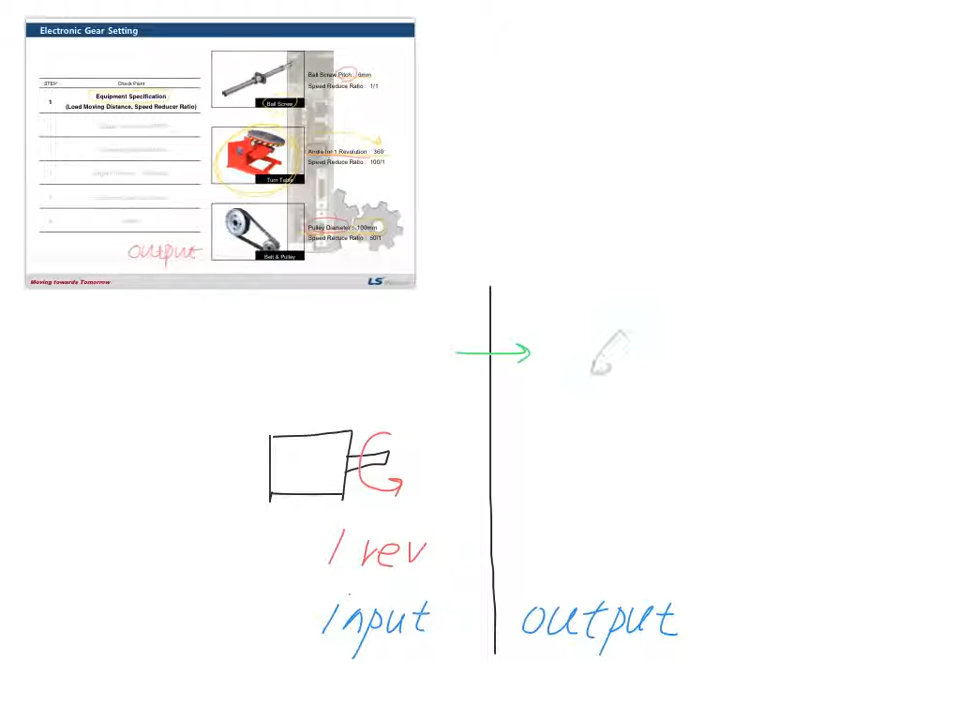 Electronic Gear Setting
STEP
Check Point
1
Equipment Specification
(Load Moving Distance, Speed Reducer Ratio)
Ball Screw
Ball Screw Pitch : 6mm
Speed Reduce Ratio : 1/1
Turn Table
Angle for 1 Revolution : 360
Speed Reduce Ratio : 100/1
Belt & Pulley
Pulley Diameter : 100mm
Speed Reduce Ratio : 50/1
output
Moving towards Tomorrow
LS
1 rev
input
output